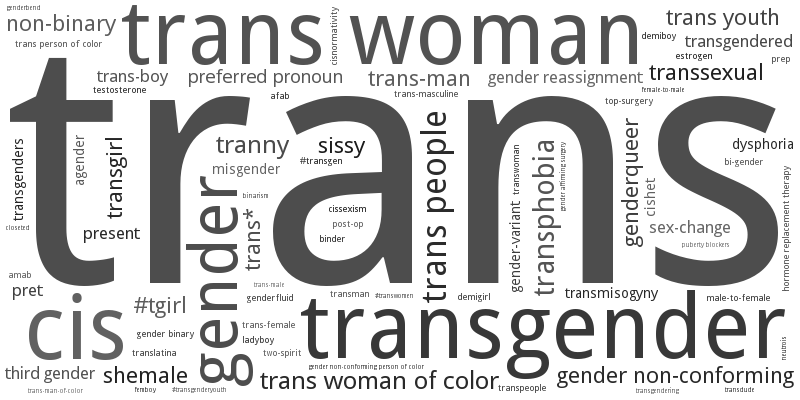 genderbend
non-binary
trans woman
trans youth
trans person of color
cisnormativity
demiboy
transgendered
estrogen
prep
trans-boy
preferred pronoun
trans-man
gender reassignment
transsexual
testosterone
afab
trans-masculine
female-to-male
top-surgery
trans
transgenders
agender
transgirl
tranny
sissy
#transgen
misgender
trans people
transwoman
transphobia
gender affirming surgery
genderqueer
cishet
dysphoria
bi-gender
hormone replacement therapy
closeted
present
gender
binarism
trans*
cissexism
post-op
binder
gender-variant
sex-change
puberty blockers
amab
pret
trans-male
genderfluid
transman
#transwomen
demigirl
transmisogyny
male-to-female
cis
#tgirl
gender binary
trans-female
ladyboy
transgender
neutrois
translatina
two-spirit
third gender
shemale
gender non-conforming person of color
trans woman of color
transpeople
gender non-conforming
trans-man-of-color
femboy
#transgenderyouth
transgendering
transdude